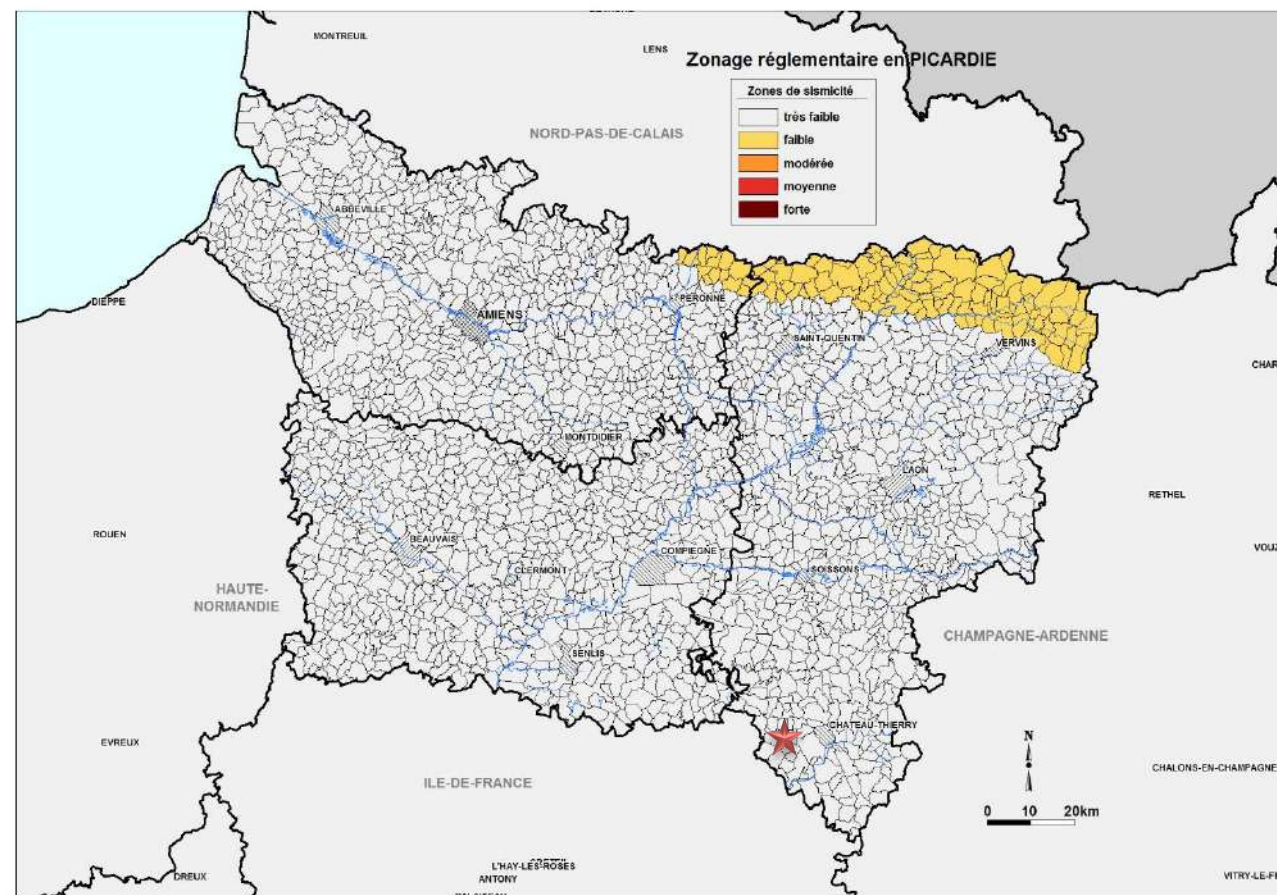 MONTREUIL
LENS
Zonage réglementaire en PICARDIE
Zones de sismicité
très faible
faible
modérée
moyenne
forte
NORD-PAS-DE-CALAIS
ABBEVILLE
DIEPPE
AMIENS
PERONNE
SAINT-QUENTIN
VERVINS
CHAR
MONTDIDIER
LAON
RETHEL
ROUEN
BEAUVAIS
COMPIEGNE
VOUZ
CLERMONT
SOISSONS
HAUTE-
NORMANDIE
CHAMPAGNE-ARDENNE
SENLIS
CHATEAU-THIERRY
EVREUX
N
ILE-DE-FRANCE
CHALONS-EN-CHAMPAGNE
0 10 20km
L'HAY-LES-ROSES
DREUX
ANTONY
VITRY-LE-F